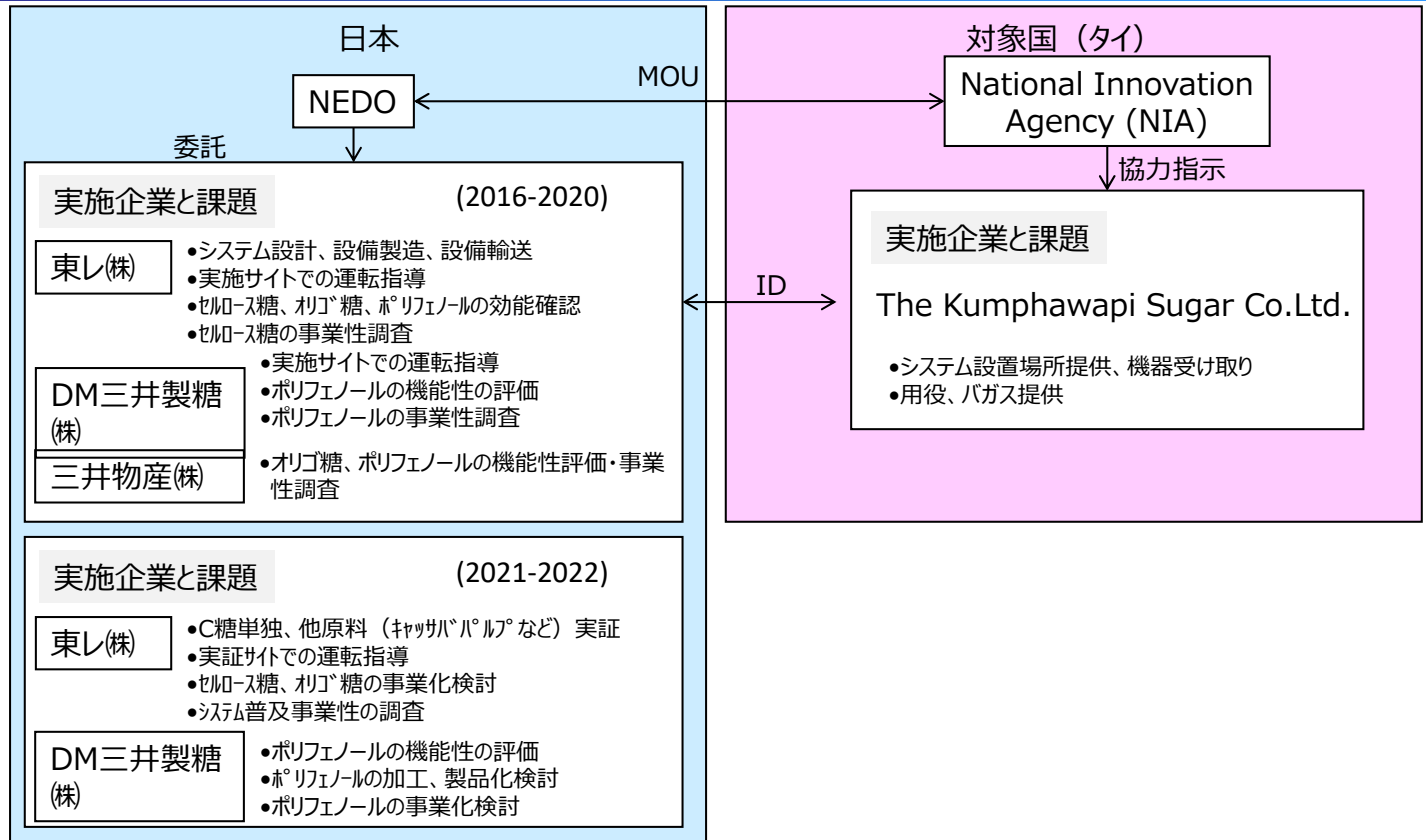 日本
NEDO
委託
MOU
実施企業と課題
(2016-2020)
東レ㈱
•システム設計、設備製造、設備輸送
•実施サイトでの運転指導
•ｾﾙﾛｰｽ糖、ｵﾘｺﾞ糖、ﾎﾟﾘﾌｪﾉｰﾙの効能確認
•ｾﾙﾛｰｽ糖の事業性調査
DM三井製糖
㈱
•実施サイトでの運転指導
•ポリフェノールの機能性の評価
•ポリフェノールの事業性調査
三井物産㈱
•オリゴ糖、ポリフェノールの機能性評価・事業
性調査
実施企業と課題
(2021-2022)
東レ㈱
•C糖単独、他原料（ｷｬｯｻﾊﾞﾊﾟﾙﾌﾟなど）実証
•実証ｻｲﾄでの運転指導
•ｾﾙﾛｰｽ糖、ｵﾘｺﾞ糖の事業化検討
•ｼｽﾃﾑ普及事業性の調査
DM三井製糖
㈱
•ポリフェノールの機能性の評価
•ﾎﾟﾘﾌｪﾉｰﾙの加工、製品化検討
•ポリフェノールの事業化検討
ID
対象国（タイ）
National Innovation
Agency (NIA)
協力指示
実施企業と課題
The Kumphawapi Sugar Co.Ltd.
•システム設置場所提供、機器受け取り
•用役、バガス提供